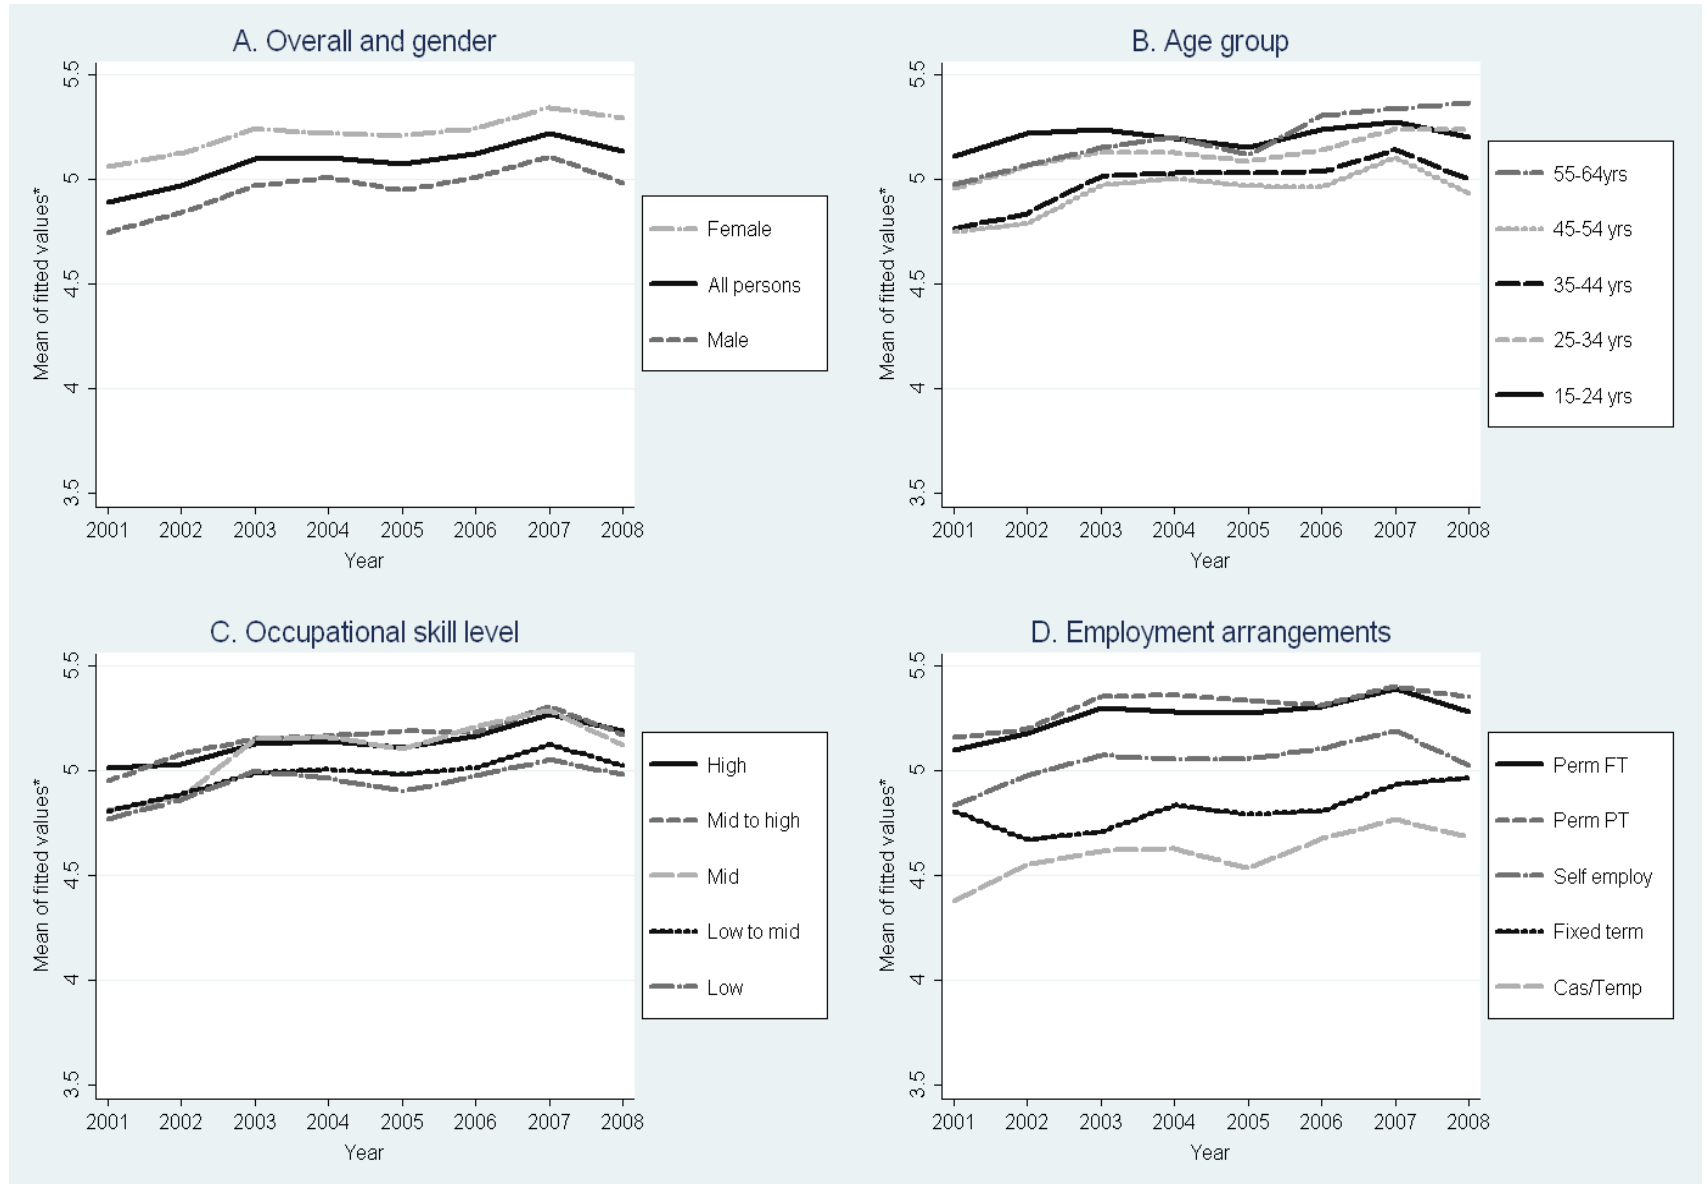 A. Overall and gender
5.5
5
4.5
4
3.5
Mean of fitted values*
2001 2002 2003 2004 2005 2006 2007 2008
Year
Female
All persons
Male
B. Age group
5.5
5
4.5
4
3.5
Mean of fitted values*
2001 2002 2003 2004 2005 2006 2007 2008
Year
55-64yrs
45-54 yrs
35-44 yrs
25-34 yrs
15-24 yrs
C. Occupational skill level
5.5
5
4.5
4
3.5
Mean of fitted values*
2001 2002 2003 2004 2005 2006 2007 2008
Year
High
Mid to high
Mid
Low to mid
Low
D. Employment arrangements
5.5
5
4.5
4
3.5
Mean of fitted values*
2001 2002 2003 2004 2005 2006 2007 2008
Year
Perm FT
Perm PT
Self employ
Fixed term
Cas/Temp